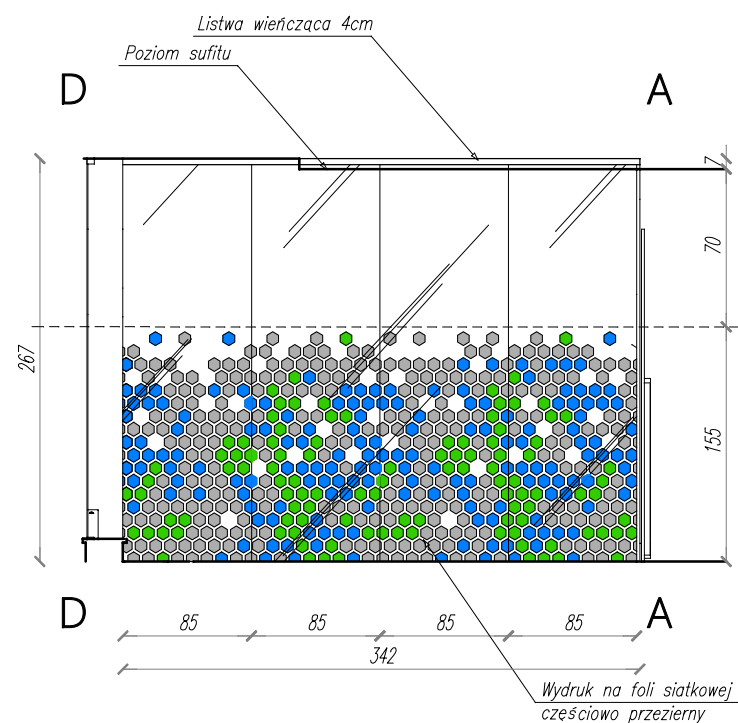 Listwa wieńcząca 4cm
Poziom sufitu
D
A
7
70
267
155
D
A
85
85
85
85
342
Wydruk na foli siatkowej
częściowo przezierny